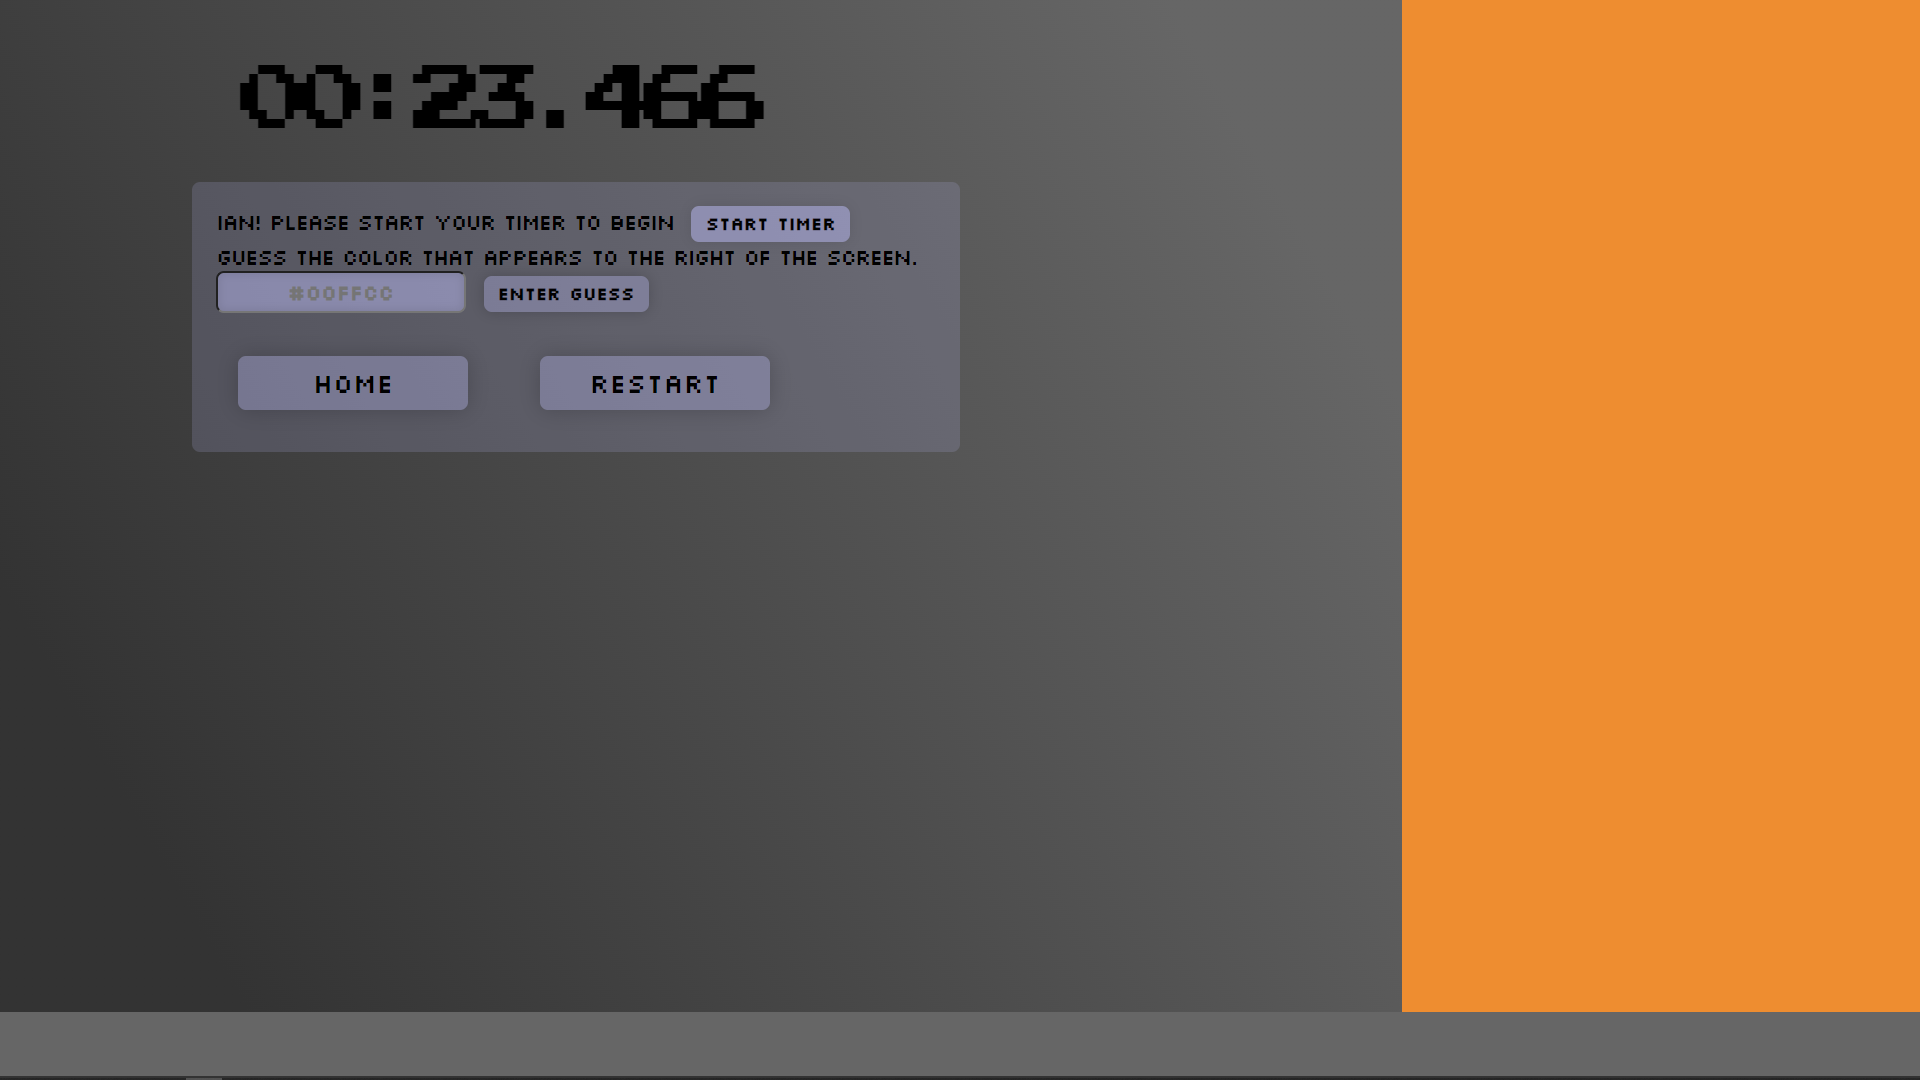 00:23.466
IAN! PLEASE START YOUR TIMER TO BEGIN START TIMER
GUESS THE COLOR THAT APPEARS TO THE RIGHT OF THE SCREEN.
#00FFCC ENTER GUESS
HOME RESTART